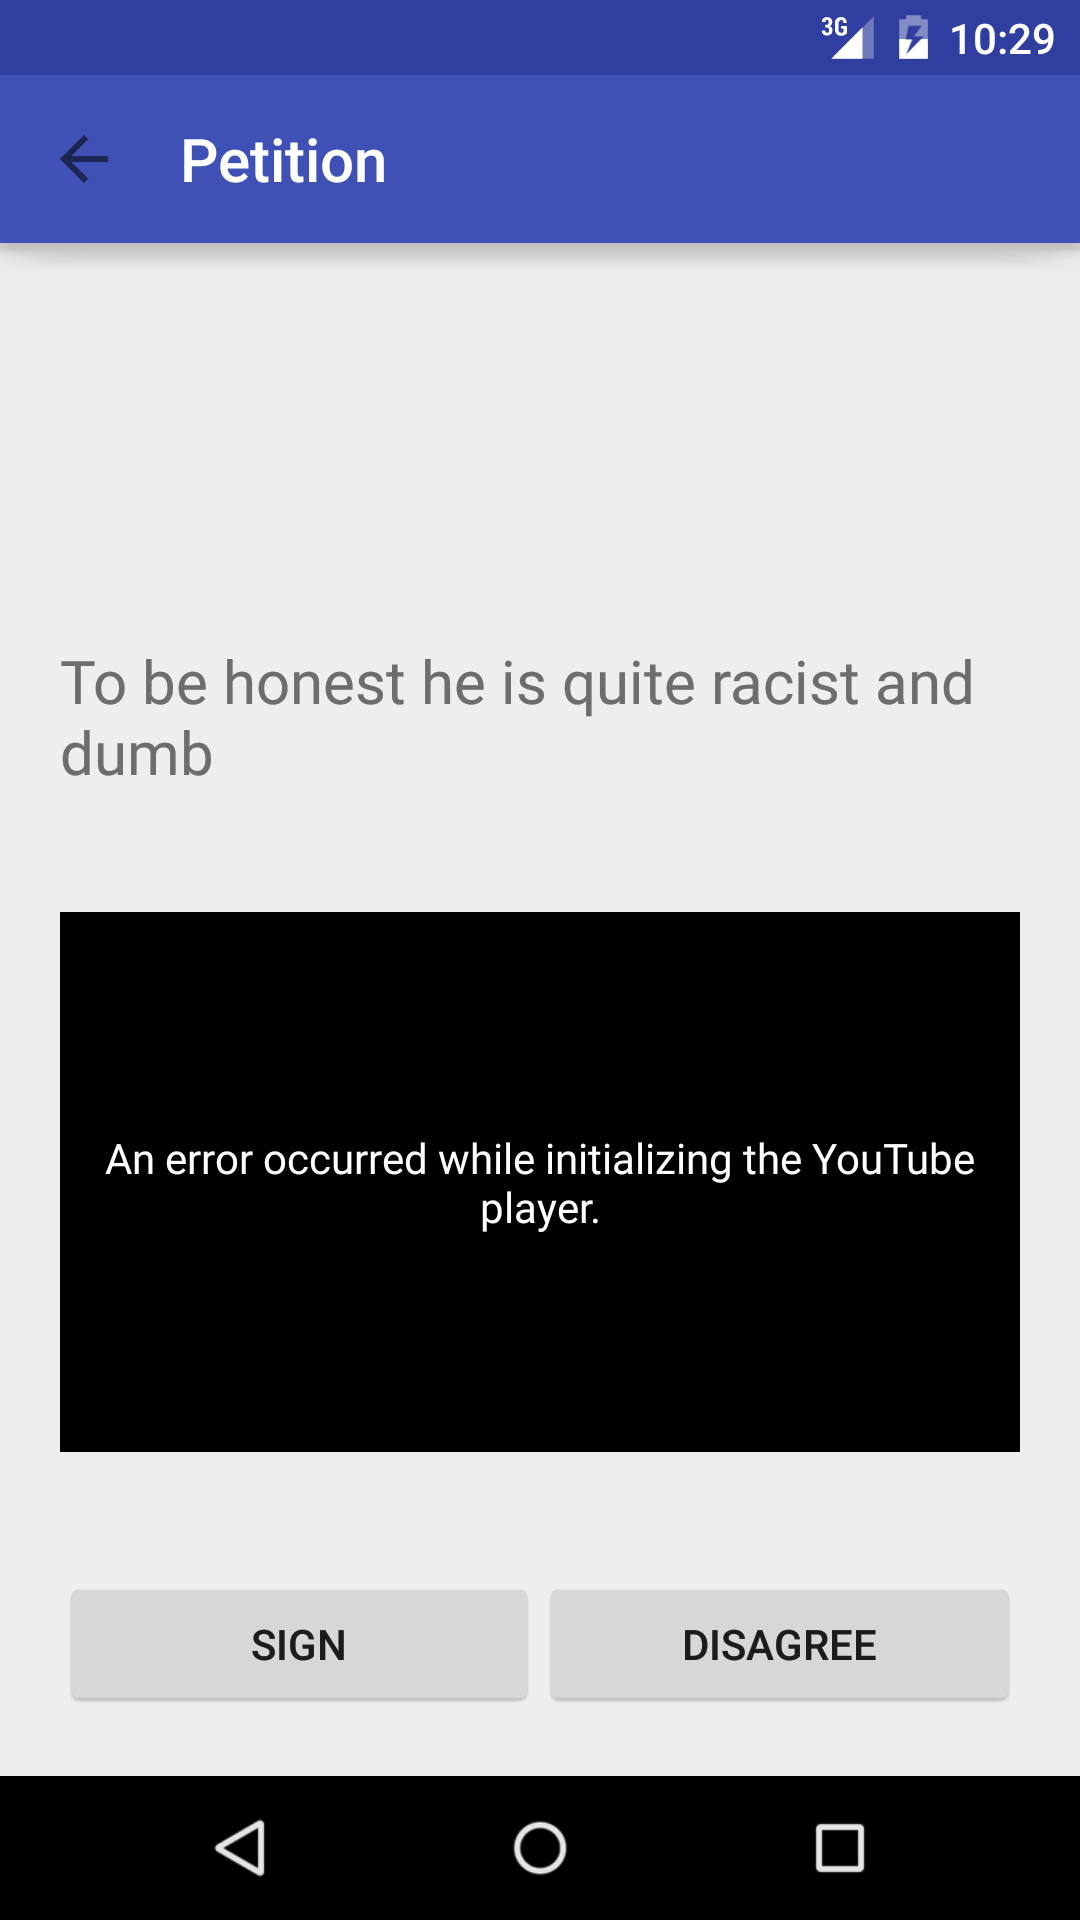 3G 10:29
Petition
To be honest he is quite racist and
dumb
An error occurred while initializing the YouTube
player.
SIGN DISAGREE